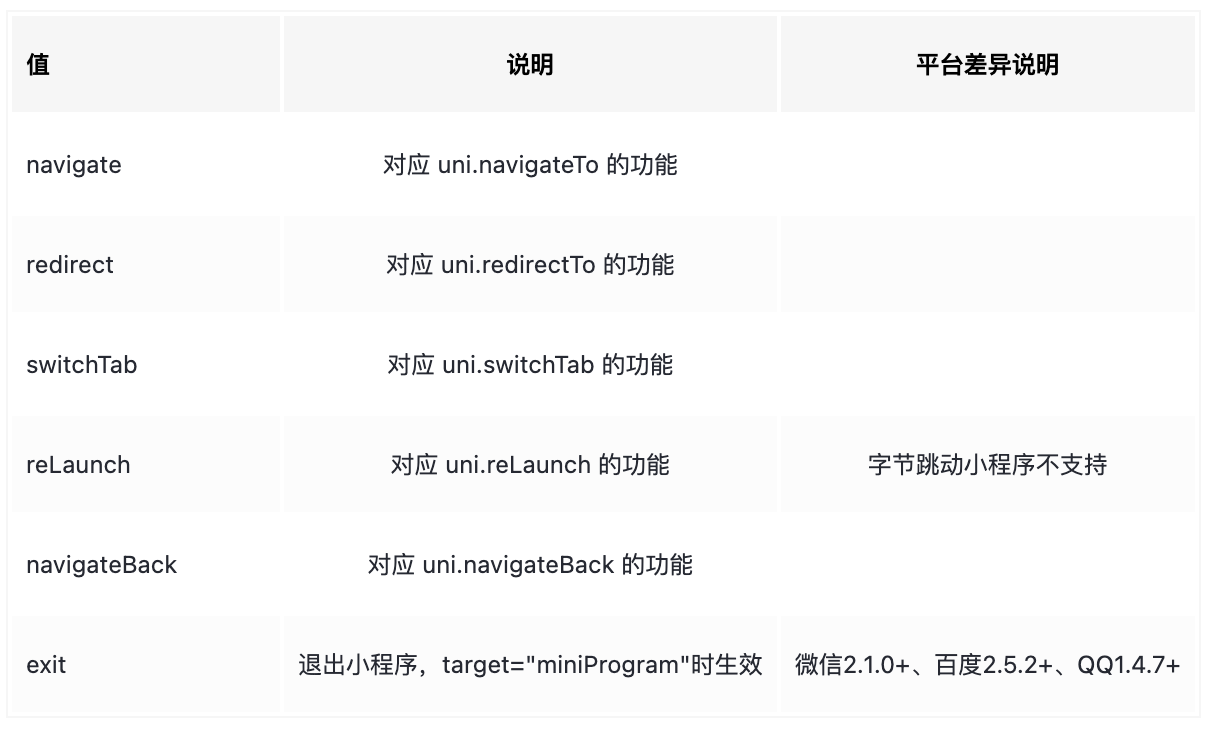 值 说明 平台差异说明
navigate 对应 uni.navigateTo 的功能
redirect 对应 uni.redirectTo 的功能
switchTab 对应 uni.switchTab 的功能
reLaunch 对应 uni.reLaunch 的功能 字节跳动小程序不支持
navigateBack 对应 uni.navigateBack 的功能
exit 退出小程序，target="miniProgram"时生效 微信2.1.0+、百度2.5.2+、QQ1.4.7+